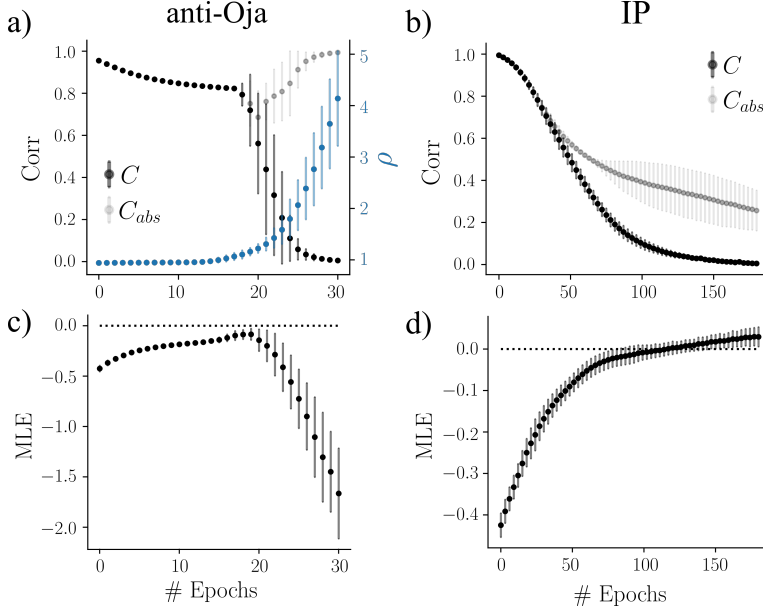 anti-Oja
IP
a)
1.0
0.8
0.6
0.4
0.2
0.0
Corr
C
C_abs
5
4
3
2
1
ρ
0
10
20
30
b)
1.0
0.8
0.6
0.4
0.2
0.0
Corr
C
C_abs
0
50
100
150
c)
0.0
−0.5
−1.0
−1.5
−2.0
MLE
0
10
20
30
# Epochs
d)
0.0
−0.1
−0.2
−0.3
−0.4
MLE
0
50
100
150
# Epochs